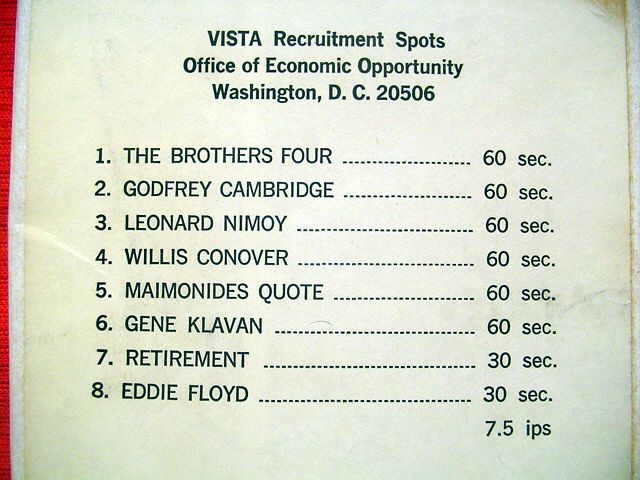 VISTA Recruitment Spots
Office of Economic Opportunity
Washington, D. C. 20506
1. THE BROTHERS FOUR ---------------------- 60 sec.
2. GODFREY CAMBRIDGE ---------------------- 60 sec.
3. LEONARD NIMOY ------------------------------ 60 sec.
4. WILLIS CONOVER ------------------------------ 60 sec.
5. MAIMONIDES QUOTE ------------------------ 60 sec.
6. GENE KLAVAN ---------------------------------- 60 sec.
7. RETIREMENT ------------------------------------ 30 sec.
8. EDDIE FLOYD ------------------------------------ 30 sec.
7.5 ips